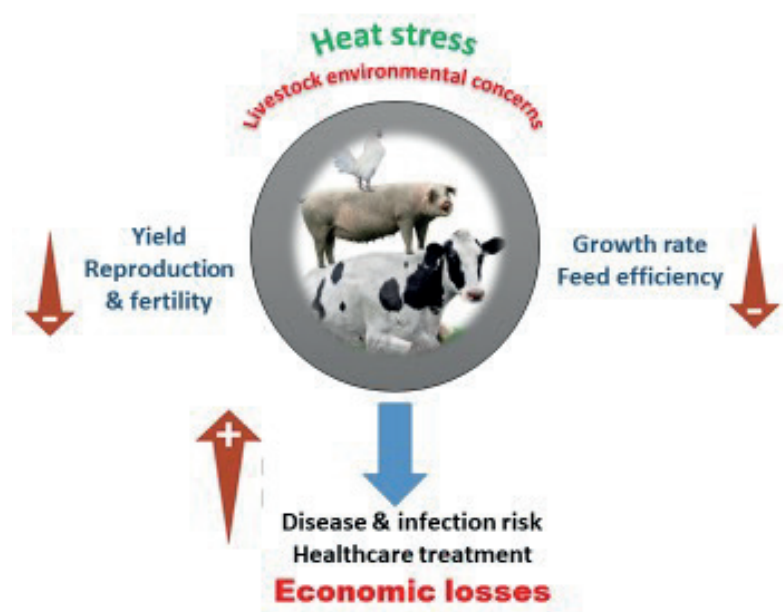 Heat stress
Livestock environmental concerns
Yield
Reproduction
& fertility
-
Growth rate
Feed efficiency
-
+
Disease & infection risk
Healthcare treatment
Economic losses